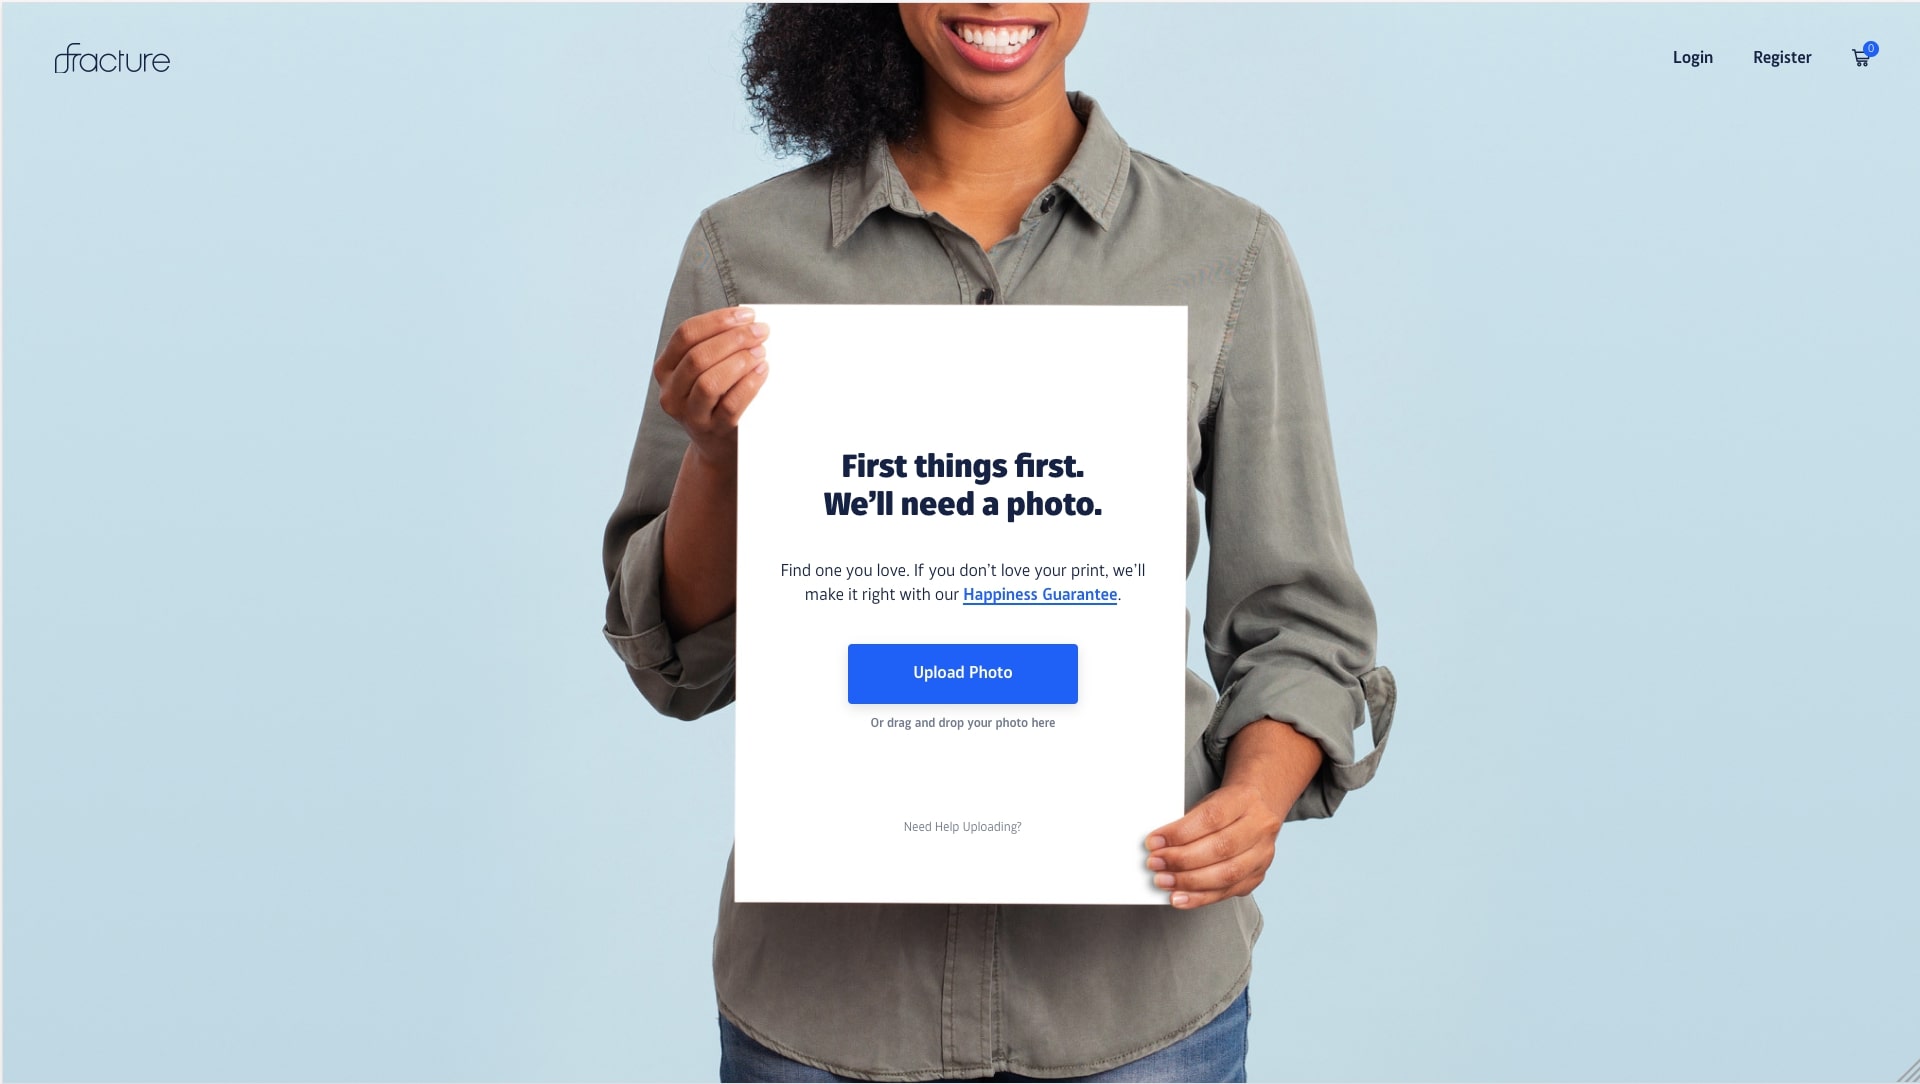 fracture
Login
Register
0
First things first.
We’ll need a photo.
Find one you love. If you don’t love your print, we’ll
make it right with our Happiness Guarantee.
Upload Photo
Or drag and drop your photo here
Need Help Uploading?